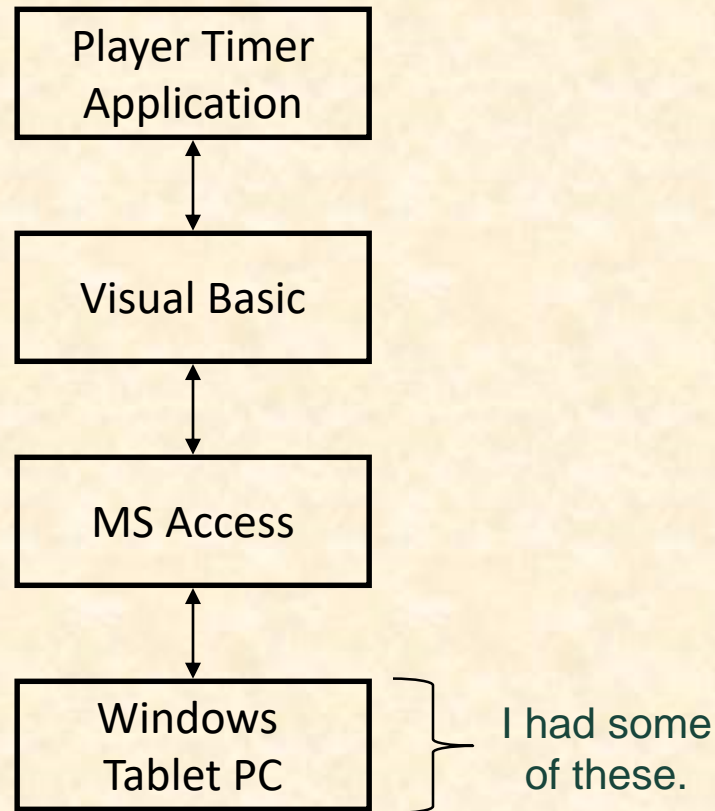 Player Timer
Application
Visual Basic
MS Access
Windows
Tablet PC
I had some
of these.